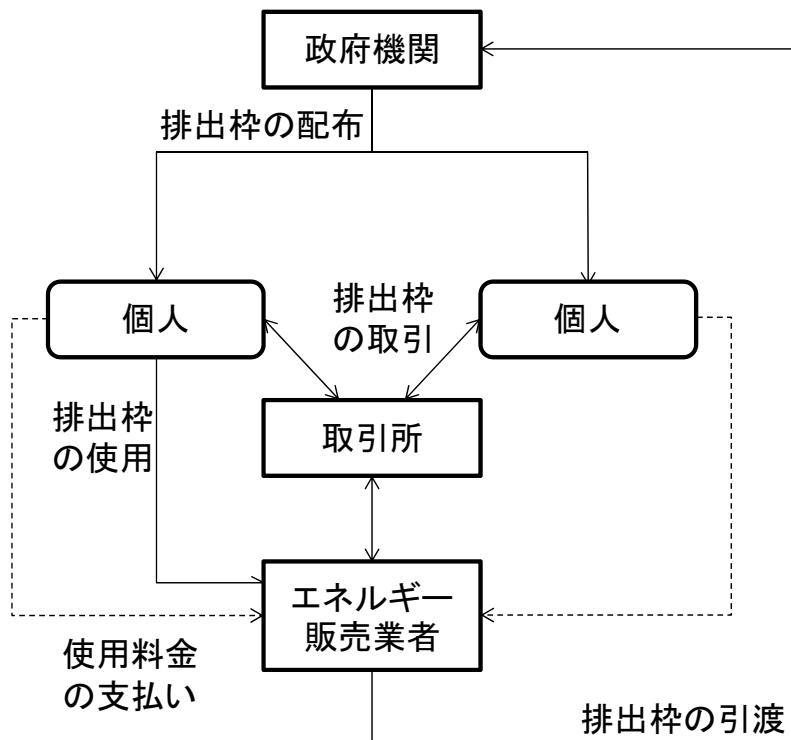 政府機関
排出枠の配布
個人
排出枠
の取引
個人
排出枠
の使用
取引所
エネルギー
販売業者
使用料金
の支払い
排出枠の引渡